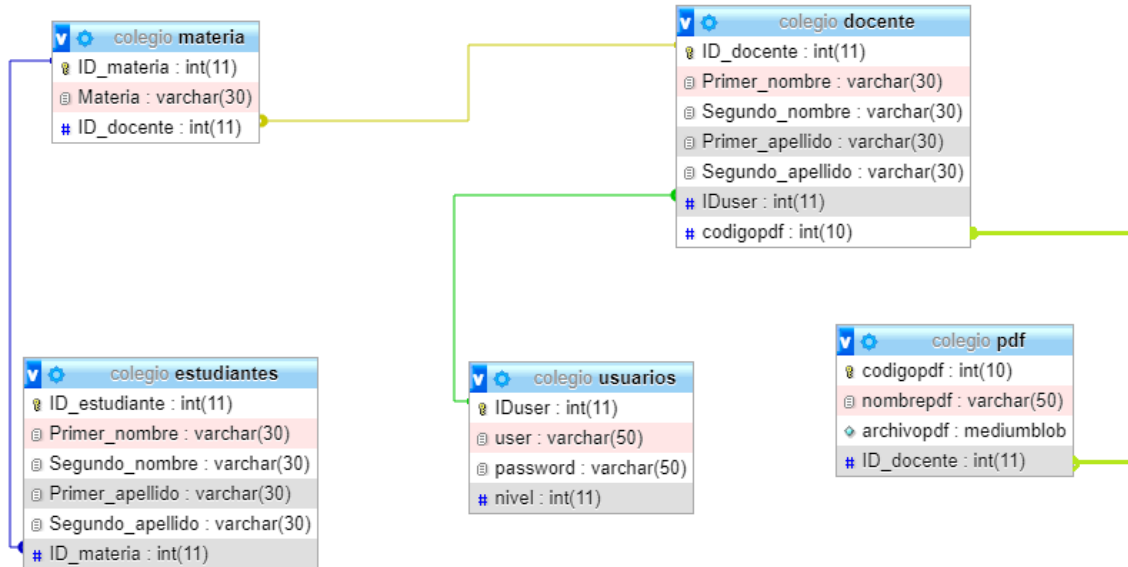 colegio materia
ID_materia : int(11)
Materia : varchar(30)
# ID_docente : int(11)
colegio docente
ID_docente : int(11)
Primer_nombre : varchar(30)
Segundo_nombre : varchar(30)
Primer_apellido : varchar(30)
Segundo_apellido : varchar(30)
# IDuser : int(11)
# codigopdf : int(10)
colegio estudiantes
ID_estudiante : int(11)
Primer_nombre : varchar(30)
Segundo_nombre : varchar(30)
Primer_apellido : varchar(30)
Segundo_apellido : varchar(30)
# ID_materia : int(11)
colegio usuarios
IDuser : int(11)
user : varchar(50)
password : varchar(50)
# nivel : int(11)
colegio pdf
codigopdf : int(10)
nombrepdf : varchar(50)
archivopdf : mediumblob
# ID_docente : int(11)